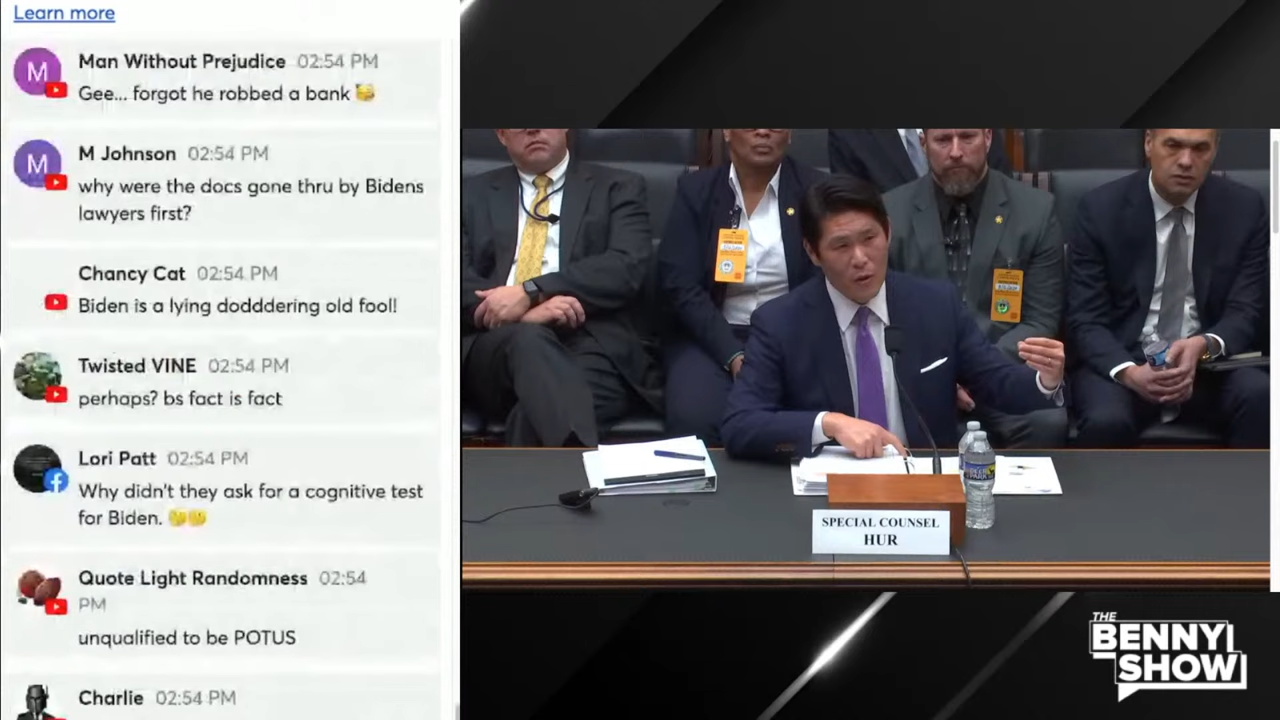 Learn more
Man Without Prejudice 02:54 PM
Gee... forgot he robbed a bank
M Johnson 02:54 PM
why were the docs gone thru by Bidens
lawyers first?
Chancy Cat 02:54 PM
Biden is a lying dodddering old fool!
Twisted VINE 02:54 PM
perhaps? bs fact is fact
Lori Patt 02:54 PM
Why didn't they ask for a cognitive test
for Biden.
Quote Light Randomness 02:54
PM
unqualified to be POTUS
Charlie 02:54 PM
M
M
SPECIAL COUNSEL
HUR
DEER
PARK
THE
BENNY
SHOW